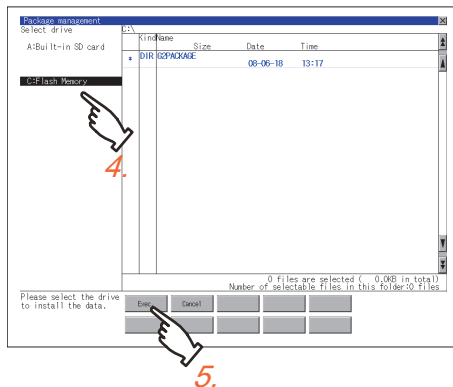 Package management
Select drive
C:\
A:Built-in SD card
C:Flash Memory
Kind Name Size Date Time
* DIR G2PACKAGE 08-06-18 13:17
4.
0 files are selected ( 0.0KB in total)
Number of selectable files in this folder:0 files
Please select the drive
to install the data.
Exec Cancel
5.